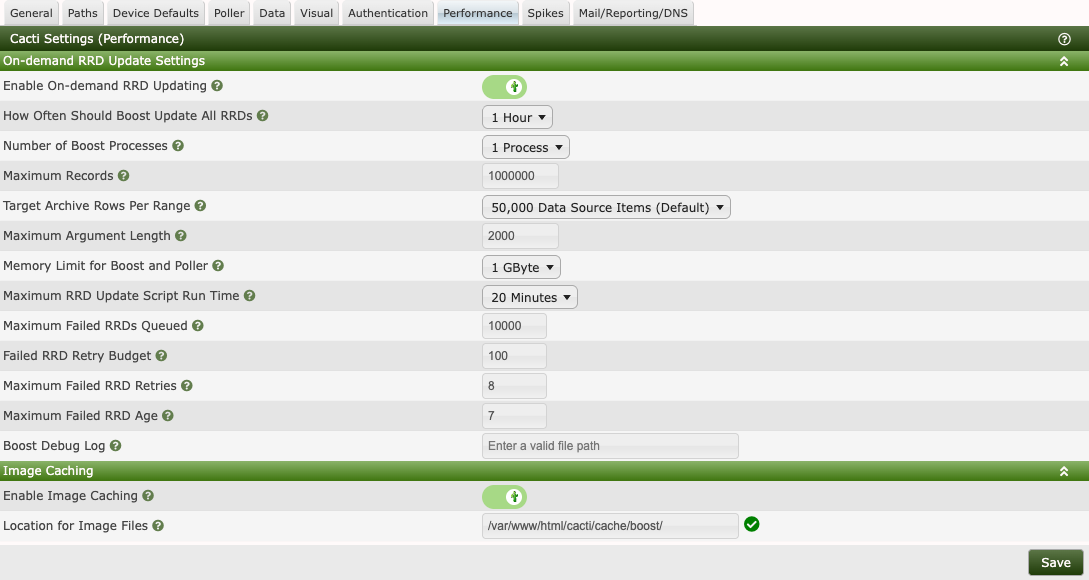 General Paths Device Defaults Poller Data Visual Authentication Performance Spikes Mail/Reporting/DNS
Cacti Settings (Performance)
On-demand RRD Update Settings
Enable On-demand RRD Updating
How Often Should Boost Update All RRDs 1 Hour
Number of Boost Processes 1 Process
Maximum Records 1000000
Target Archive Rows Per Range 50,000 Data Source Items (Default)
Maximum Argument Length 2000
Memory Limit for Boost and Poller 1 GByte
Maximum RRD Update Script Run Time 20 Minutes
Maximum Failed RRDs Queued 10000
Failed RRD Retry Budget 100
Maximum Failed RRD Retries 8
Maximum Failed RRD Age 7
Boost Debug Log Enter a valid file path
Image Caching
Enable Image Caching
Location for Image Files /var/www/html/cacti/cache/boost/
Save